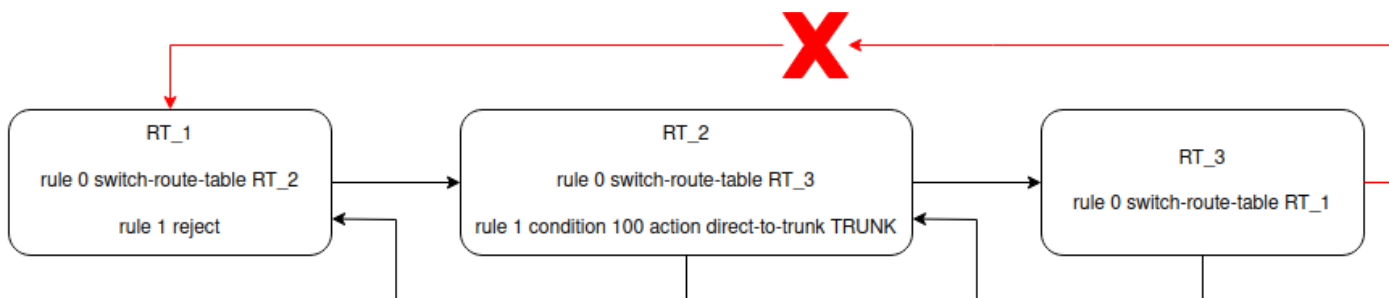 RT_1
rule 0 switch-route-table RT_2
rule 1 reject
RT_2
rule 0 switch-route-table RT_3
rule 1 condition 100 action direct-to-trunk TRUNK
RT_3
rule 0 switch-route-table RT_1